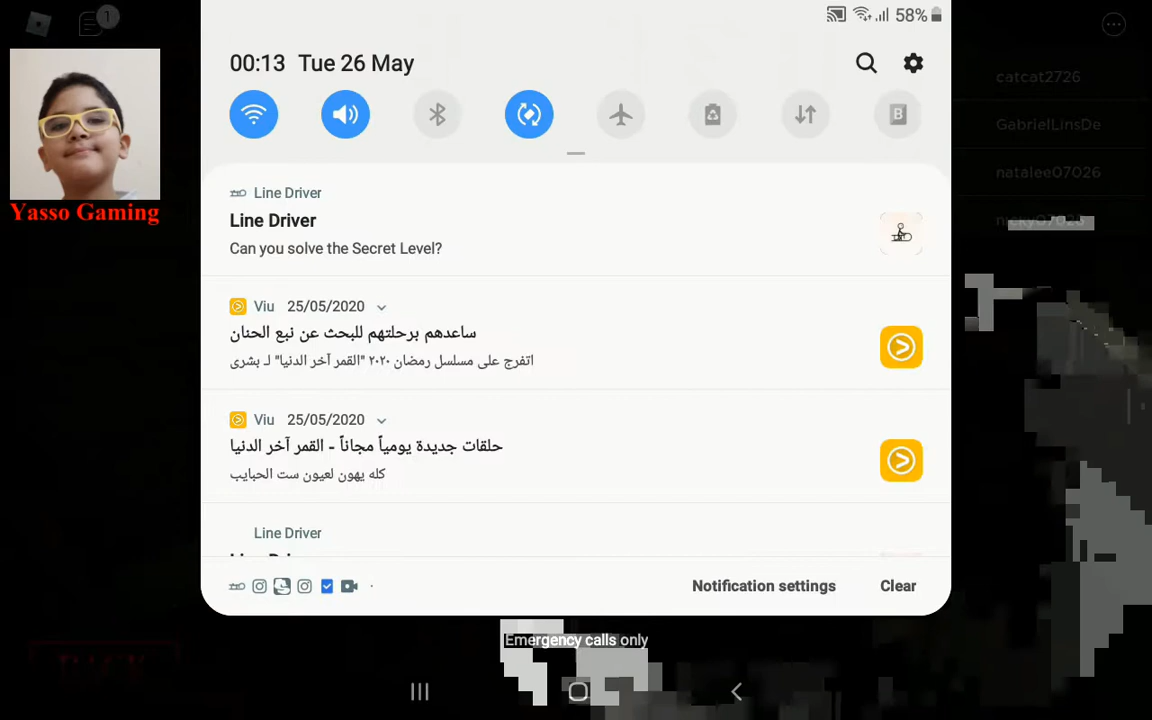 1
58%
00:13 Tue 26 May
catcat2726
GabrielLinsDe
natalee07026
Yasso Gaming
Line Driver
Line Driver
Can you solve the Secret Level?
Viu 25/05/2020
ساعدهم برحلتهم للبحث عن نبع الحنان
اتفرج على مسلسل رمضان ٢٠٢٠ "القمر آخر الدنيا" لـ بشرى
Viu 25/05/2020
حلقات جديدة يومياً مجاناً - القمر آخر الدنيا
كله يهون لعيون ست الحبايب
Line Driver
Notification settings Clear
Emergency calls only